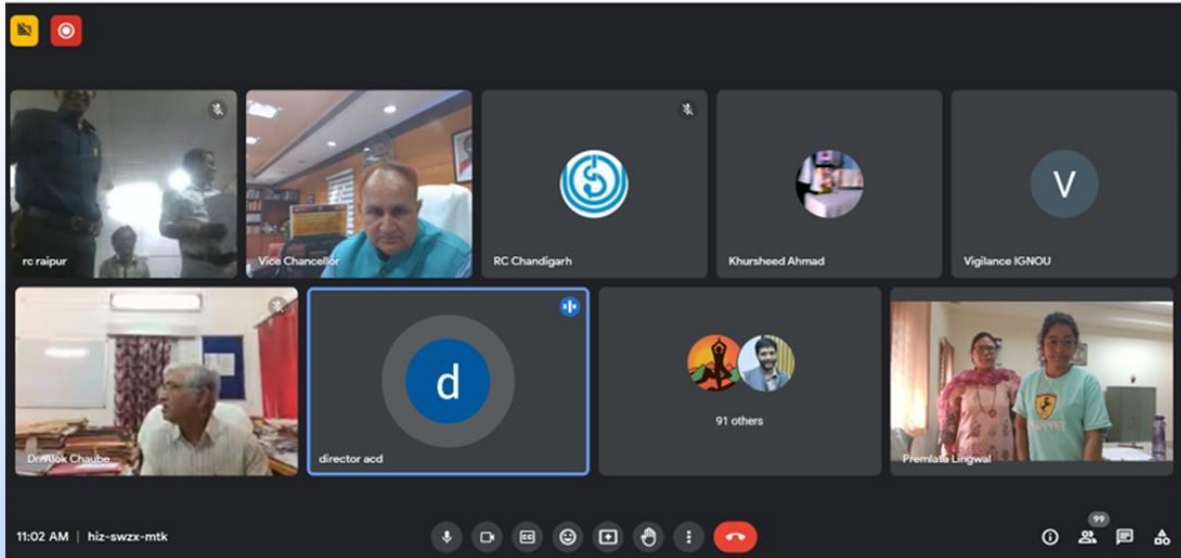 rc raipur
Vice Chancellor
RC Chandigarh
Khursheed Ahmad
V
Vigilance IGNOU
Dr. Alok Chaube
d
director acd
91 others
Premlata Lingwal
11:02 AM | hiz-swzx-mtk
CC
99